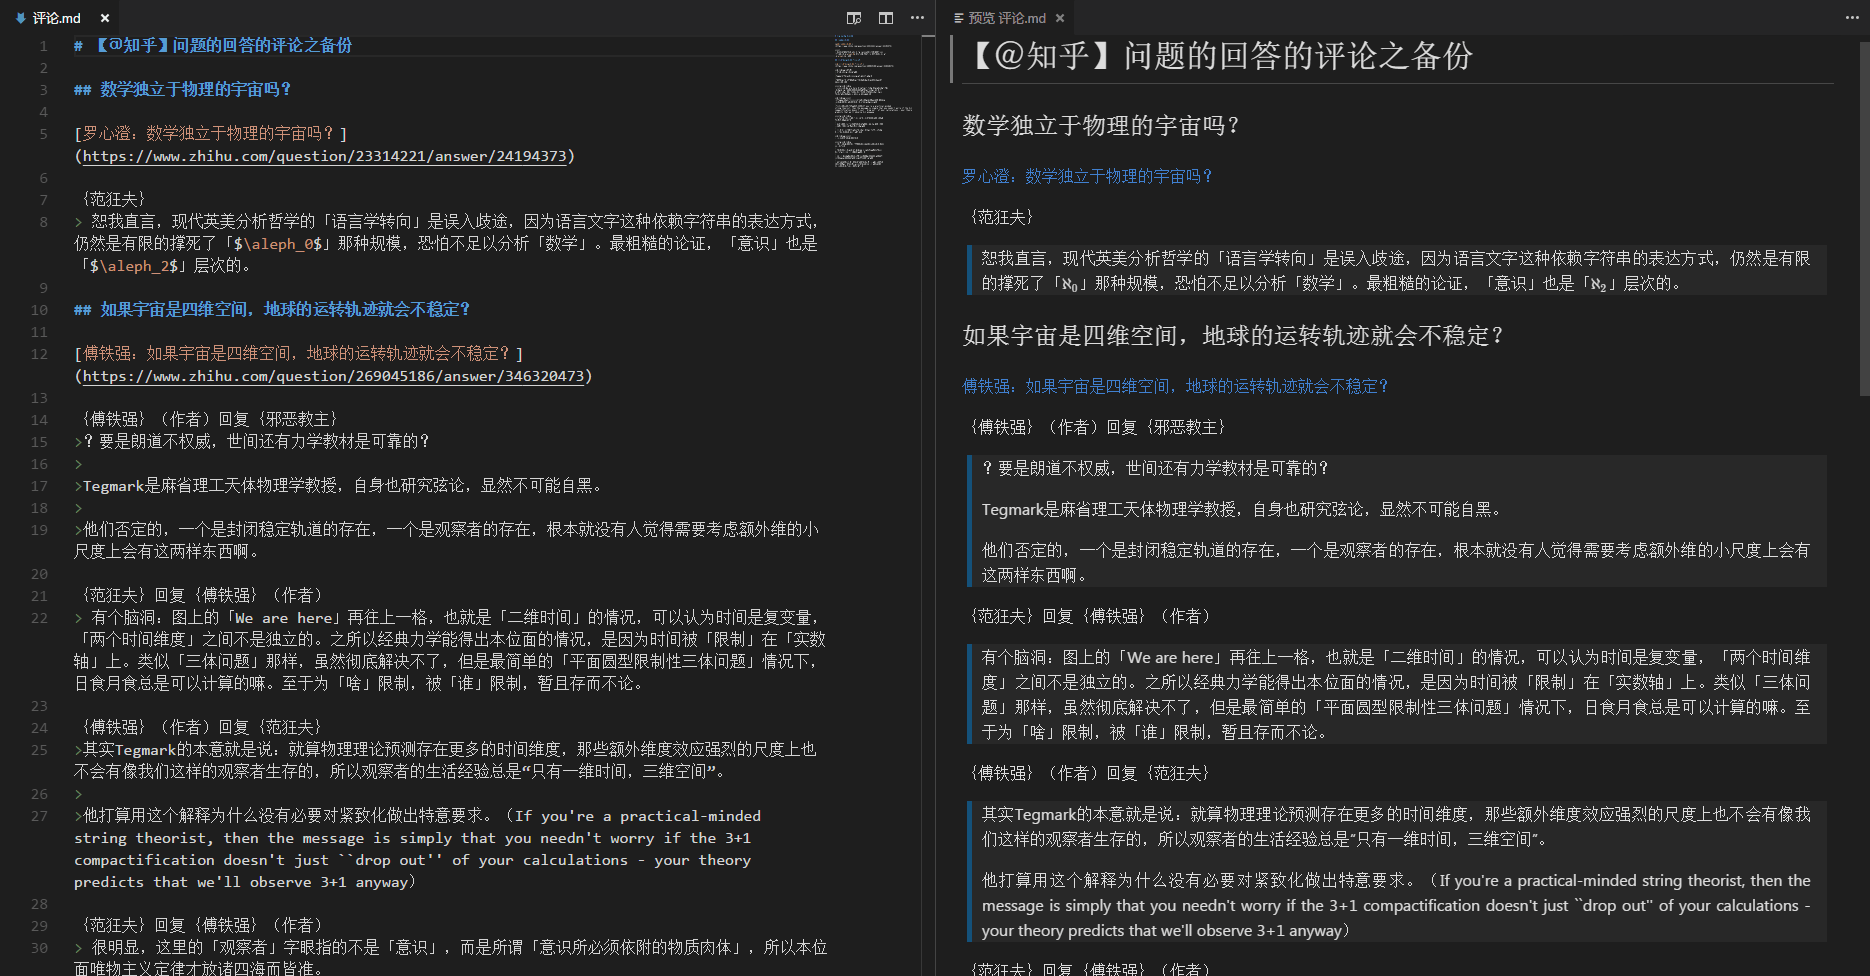 评论.md
# 【@知乎】问题的回答的评论之备份
## 数学独立于物理的宇宙吗？
[罗心澄：数学独立于物理的宇宙吗？]
(https://www.zhihu.com/question/23314221/answer/24194373)
｛范狂夫｝
> 恕我直言，现代英美分析哲学的「语言学转向」是误入歧途，因为语言文字这种依赖字符串的表达方式，
仍然是有限的撑死了「$\aleph_0$」那种规模，恐怕不足以分析「数学」。最粗糙的论证，「意识」也是
「$\aleph_2$」层次的。
## 如果宇宙是四维空间，地球的运转轨迹就会不稳定？
[傅铁强：如果宇宙是四维空间，地球的运转轨迹就会不稳定？]
(https://www.zhihu.com/question/269045186/answer/346320473)
｛傅铁强｝（作者）回复｛邪恶教主｝
>？要是朗道不权威，世间还有力学教材是可靠的？
>
>Tegmark是麻省理工天体物理学教授，自身也研究弦论，显然不可能自黑。
>
>他们否定的，一个是封闭稳定轨道的存在，一个是观察者的存在，根本就没有人觉得需要考虑额外维的小
尺度上会有这两样东西啊。
｛范狂夫｝回复｛傅铁强｝（作者）
> 有个脑洞：图上的「We are here」再往上一格，也就是「二维时间」的情况，可以认为时间是复变量，
「两个时间维度」之间不是独立的。之所以经典力学能得出本位面的情况，是因为时间被「限制」在「实数
轴」上。类似「三体问题」那样，虽然彻底解决不了，但是最简单的「平面圆型限制性三体问题」情况下，
日食月食总是可以计算的嘛。至于为「啥」限制，被「谁」限制，暂且存而不论。
｛傅铁强｝（作者）回复｛范狂夫｝
>其实Tegmark的本意就是说：就算物理理论预测存在更多的时间维度，那些额外维度效应强烈的尺度上也
不会有像我们这样的观察者生存的，所以观察者的生活经验总是“只有一维时间，三维空间”。
>
>他打算用这个解释为什么没有必要对紧致化做出特意要求。（If you're a practical-minded
string theorist, then the message is simply that you needn't worry if the 3+1
compactification doesn't just ``drop out'' of your calculations - your theory
predicts that we'll observe 3+1 anyway）
｛范狂夫｝回复｛傅铁强｝（作者）
> 很明显，这里的「观察者」字眼指的不是「意识」，而是所谓「意识所必须依附的物质肉体」，所以本位
面唯物主义定律才放诸四海而皆准。
1
2
3
4
5
6
7
8
9
10
11
12
13
14
15
16
17
18
19
20
21
22
23
24
25
26
27
28
29
30
预览 评论.md
【@知乎】问题的回答的评论之备份
数学独立于物理的宇宙吗？
罗心澄：数学独立于物理的宇宙吗？
｛范狂夫｝
恕我直言，现代英美分析哲学的「语言学转向」是误入歧途，因为语言文字这种依赖字符串的表达方式，仍然是有限
的撑死了「ℵ₀」那种规模，恐怕不足以分析「数学」。最粗糙的论证，「意识」也是「ℵ₂」层次的。
如果宇宙是四维空间，地球的运转轨迹就会不稳定？
傅铁强：如果宇宙是四维空间，地球的运转轨迹就会不稳定？
｛傅铁强｝（作者）回复｛邪恶教主｝
？要是朗道不权威，世间还有力学教材是可靠的？
Tegmark是麻省理工天体物理学教授，自身也研究弦论，显然不可能自黑。
他们否定的，一个是封闭稳定轨道的存在，一个是观察者的存在，根本就没有人觉得需要考虑额外维的小尺度上会有
这两样东西啊。
｛范狂夫｝回复｛傅铁强｝（作者）
有个脑洞：图上的「We are here」再往上一格，也就是「二维时间」的情况，可以认为时间是复变量，「两个时间维
度」之间不是独立的。之所以经典力学能得出本位面的情况，是因为时间被「限制」在「实数轴」上。类似「三体问
题」那样，虽然彻底解决不了，但是最简单的「平面圆型限制性三体问题」情况下，日食月食总是可以计算的嘛。至
于为「啥」限制，被「谁」限制，暂且存而不论。
｛傅铁强｝（作者）回复｛范狂夫｝
其实Tegmark的本意就是说：就算物理理论预测存在更多的时间维度，那些额外维度效应强烈的尺度上也不会有像我
们这样的观察者生存的，所以观察者的生活经验总是“只有一维时间，三维空间”。
他打算用这个解释为什么没有必要对紧致化做出特意要求。（If you're a practical-minded string theorist, then the
message is simply that you needn't worry if the 3+1 compactification doesn't just ``drop out'' of your calculations -
your theory predicts that we'll observe 3+1 anyway）
｛范狂夫｝回复｛傅铁强｝（作者）